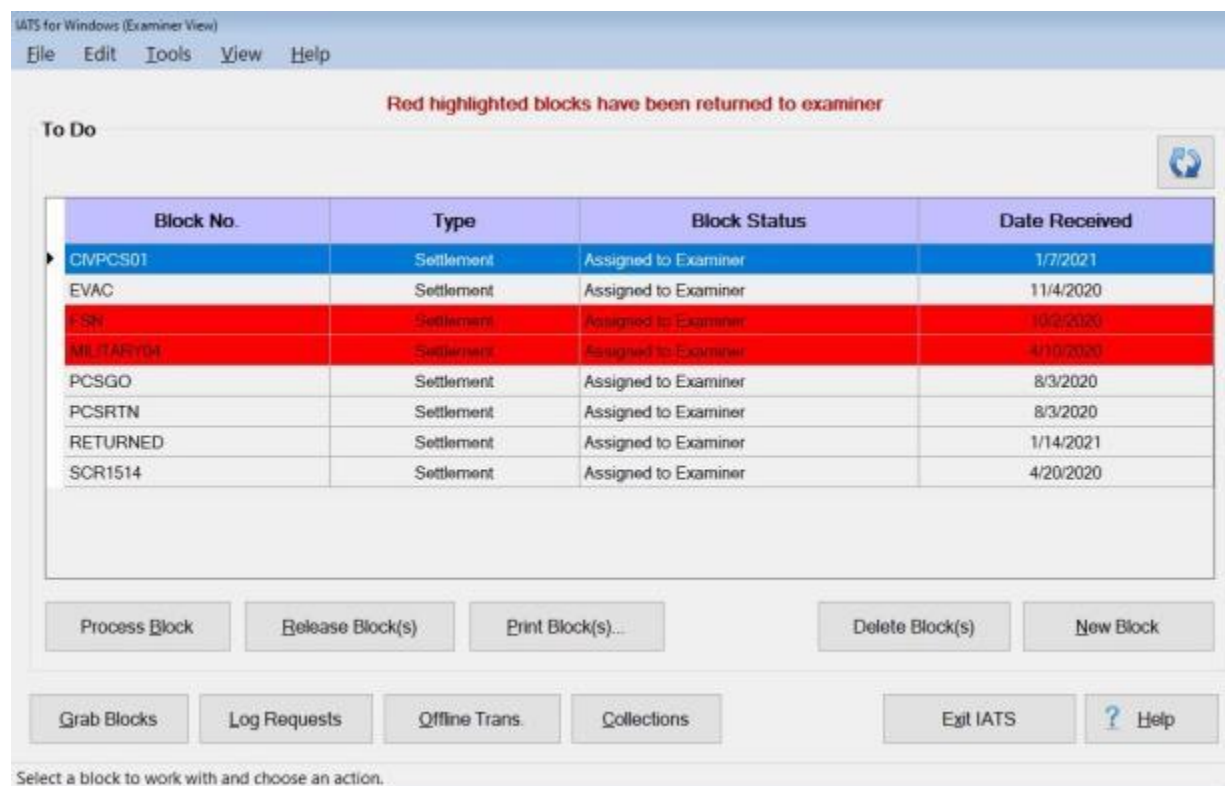 IATS for Windows (Examiner View)
File Edit Tools View Help
Red highlighted blocks have been returned to examiner
To Do
Block No. Type Block Status Date Received
CIVPCS01 Settlement Assigned to Examiner 1/7/2021
EVAC Settlement Assigned to Examiner 11/4/2020
FSN Settlement Assigned to Examiner 10/2/2020
MILITARY04 Settlement Assigned to Examiner 4/10/2020
PCSGO Settlement Assigned to Examiner 8/3/2020
PCSRTN Settlement Assigned to Examiner 8/3/2020
RETURNED Settlement Assigned to Examiner 1/14/2021
SCR1514 Settlement Assigned to Examiner 4/20/2020
Process Block Release Block(s) Print Block(s)... Delete Block(s) New Block
Grab Blocks Log Requests Offline Trans. Collections Exit IATS ? Help
Select a block to work with and choose an action.